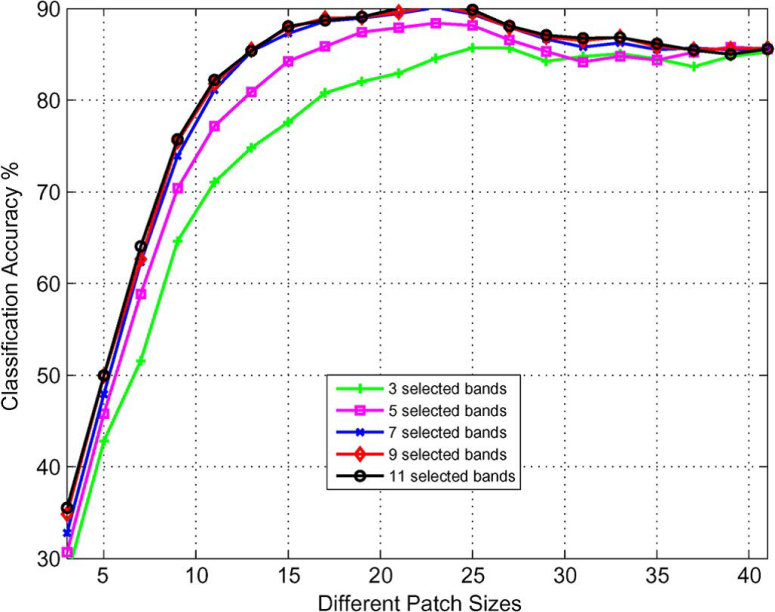 90
80
70
60
50
40
30
Classification Accuracy %
3 selected bands
5 selected bands
7 selected bands
9 selected bands
11 selected bands
5 10 15 20 25 30 35 40
Different Patch Sizes